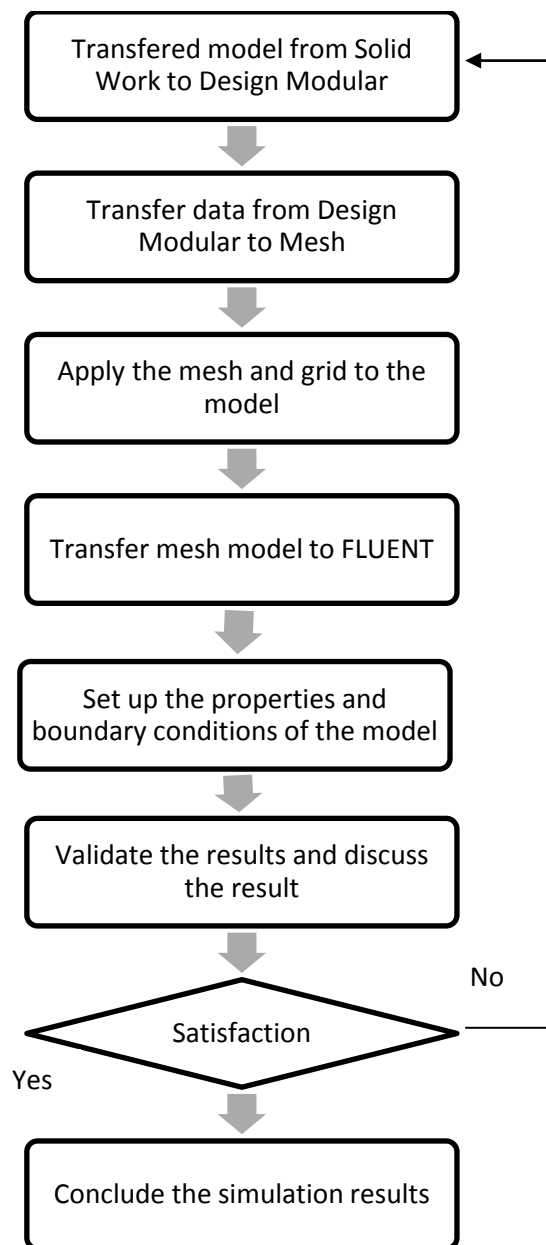 Transfered model from Solid
Work to Design Modular
Transfer data from Design
Modular to Mesh
Apply the mesh and grid to the
model
Transfer mesh model to FLUENT
Set up the properties and
boundary conditions of the model
Validate the results and discuss
the result
No
Satisfaction
Yes
Conclude the simulation results